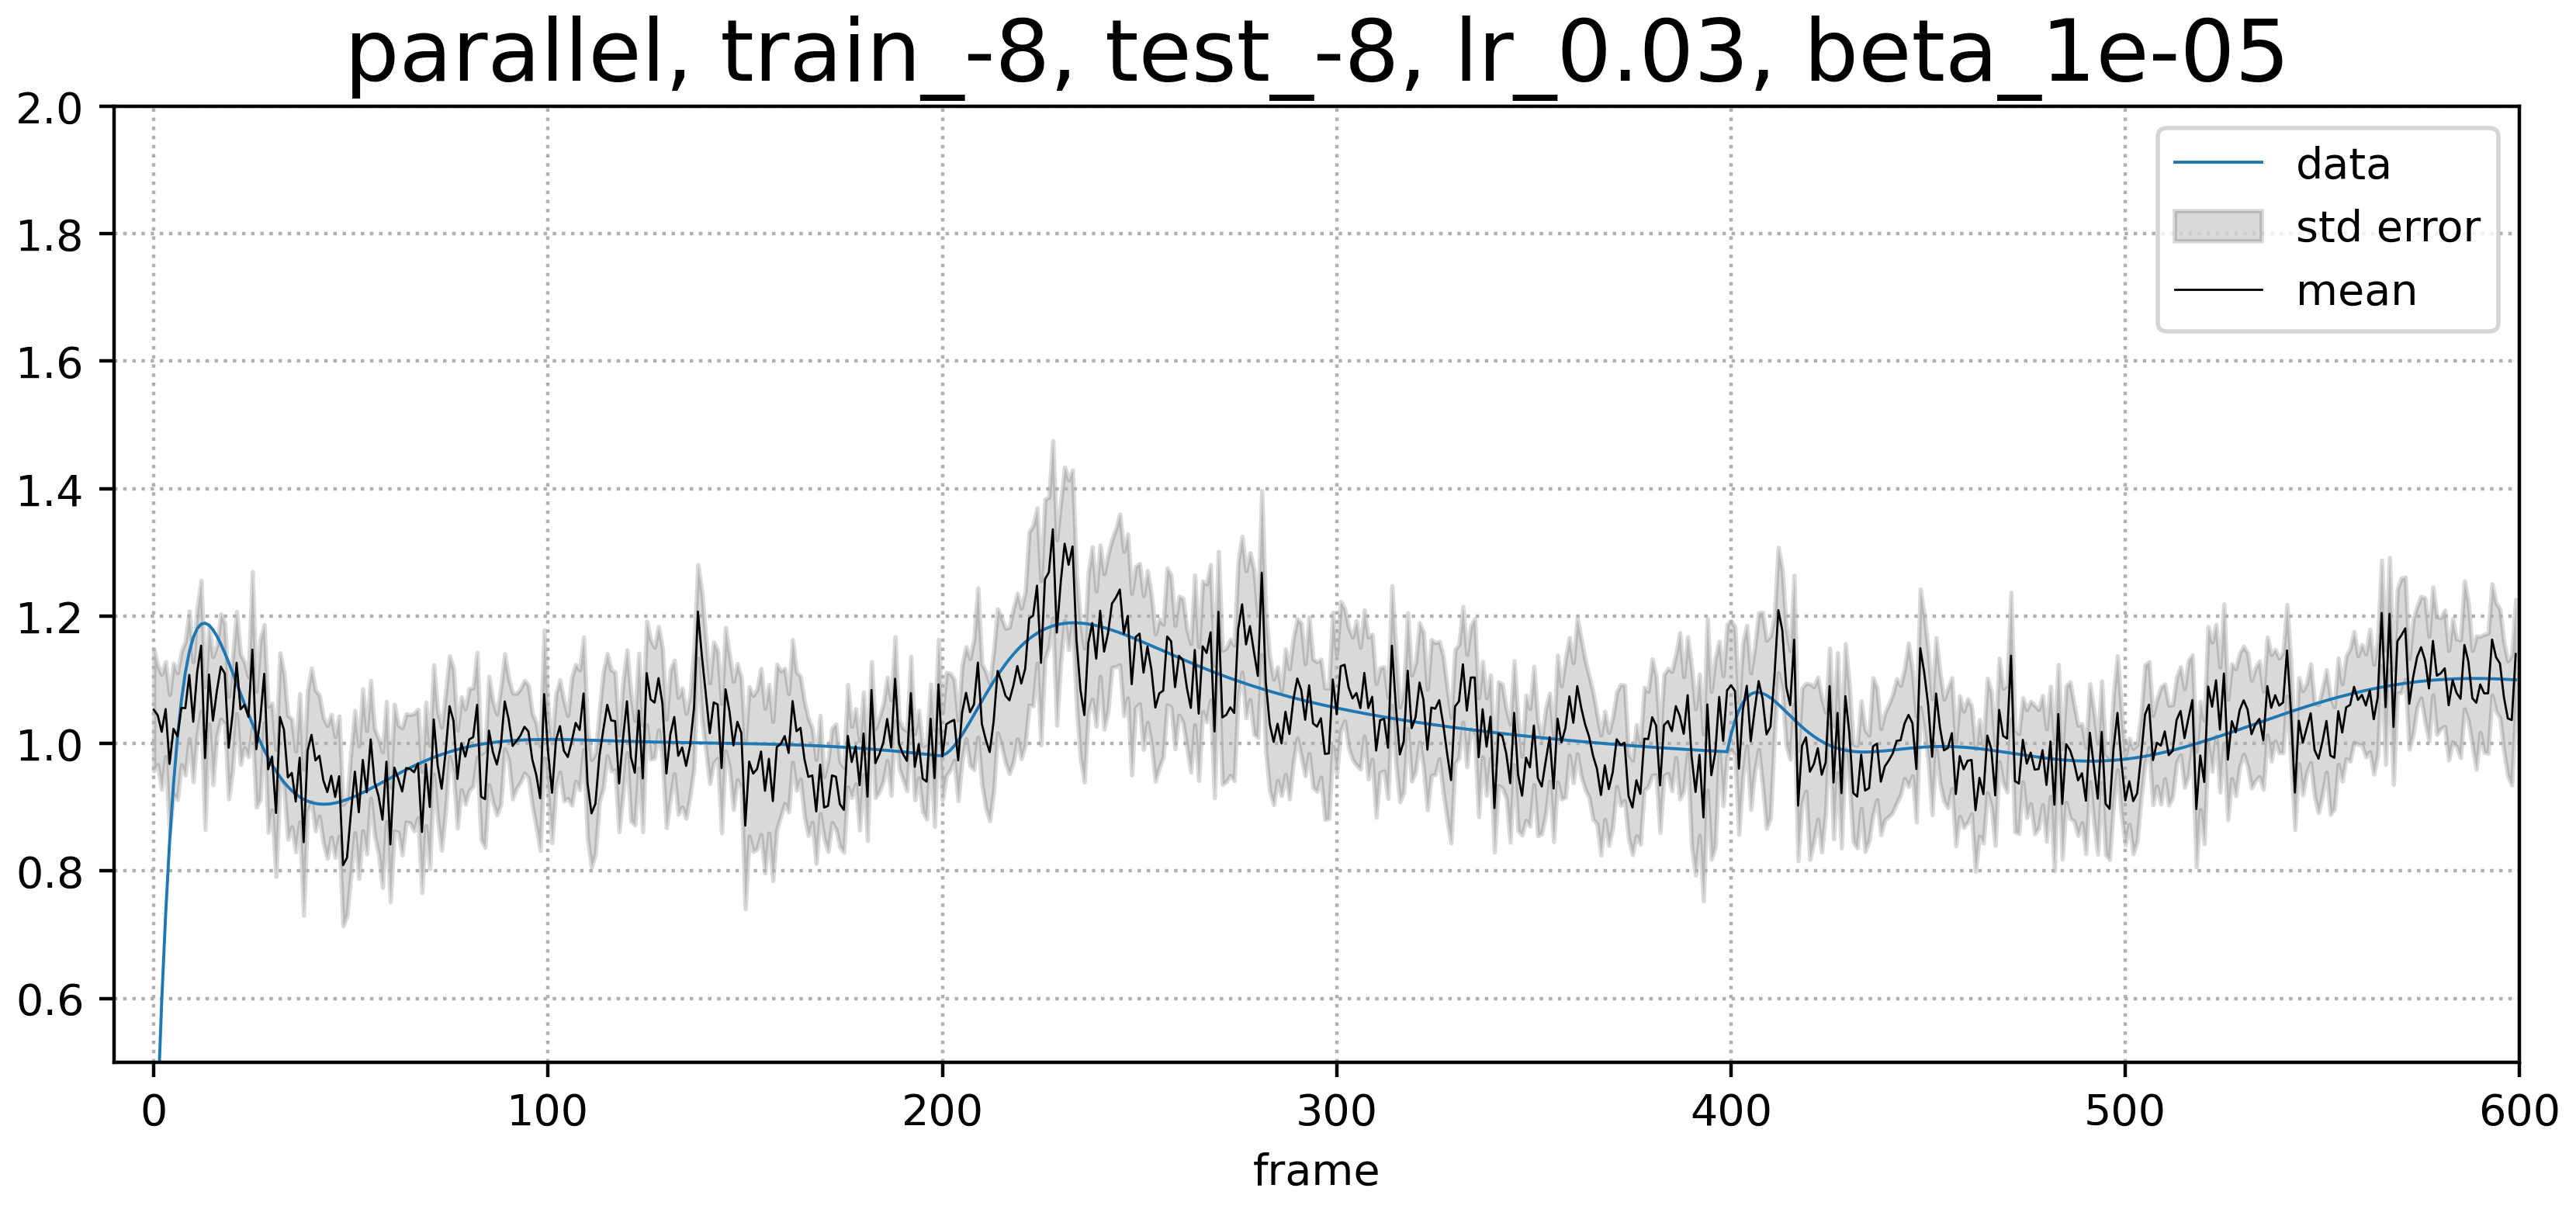 parallel, train_-8, test_-8, lr_0.03, beta_1e-05
2.0
1.8
1.6
1.4
1.2
1.0
0.8
0.6
data
std error
mean
0 100 200 300 400 500 600
frame